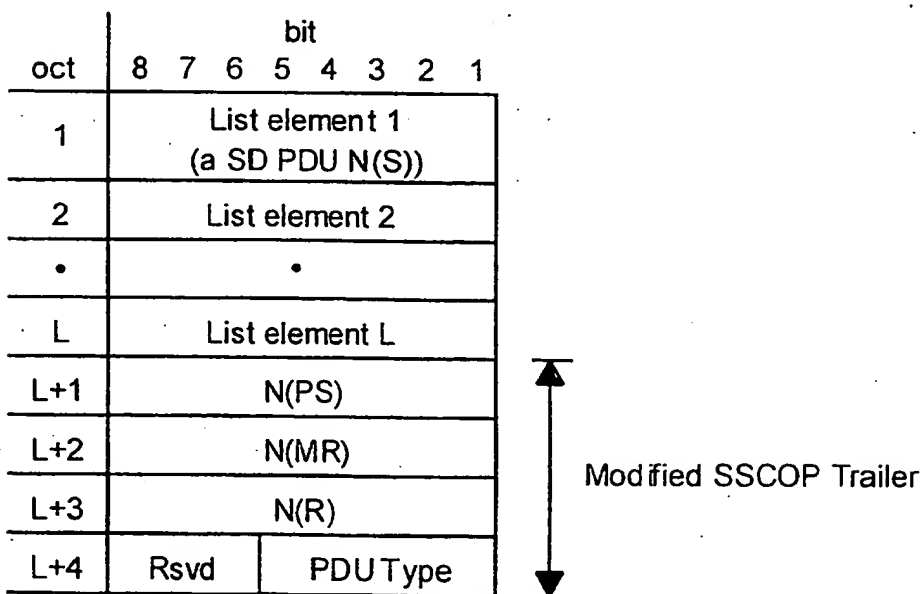 bit
oct 8 7 6 5 4 3 2 1
1 List element 1
(a SD PDU N(S))
2 List element 2
• •
L List element L
L+1 N(PS)
L+2 N(MR)
Modified SSCOP Trailer
L+3 N(R)
L+4 Rsvd PDU Type